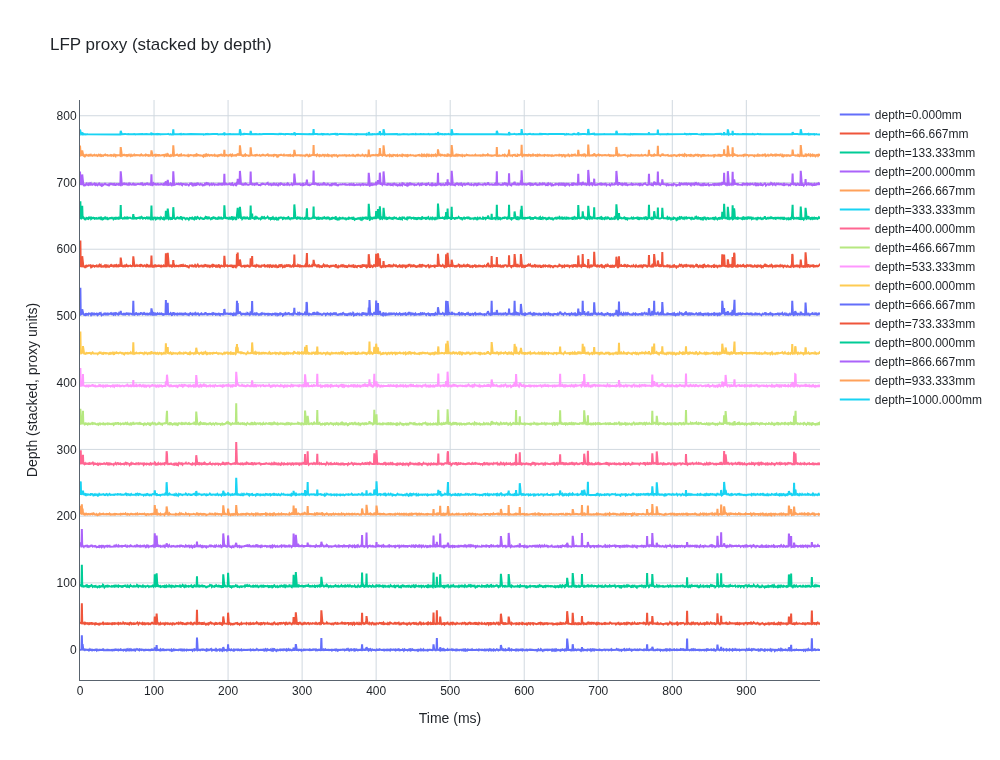 LFP proxy (stacked by depth)
800
700
600
500
400
300
200
100
0
Depth (stacked, proxy units)
0 100 200 300 400 500 600 700 800 900
Time (ms)
depth=0.000mm
depth=66.667mm
depth=133.333mm
depth=200.000mm
depth=266.667mm
depth=333.333mm
depth=400.000mm
depth=466.667mm
depth=533.333mm
depth=600.000mm
depth=666.667mm
depth=733.333mm
depth=800.000mm
depth=866.667mm
depth=933.333mm
depth=1000.000mm